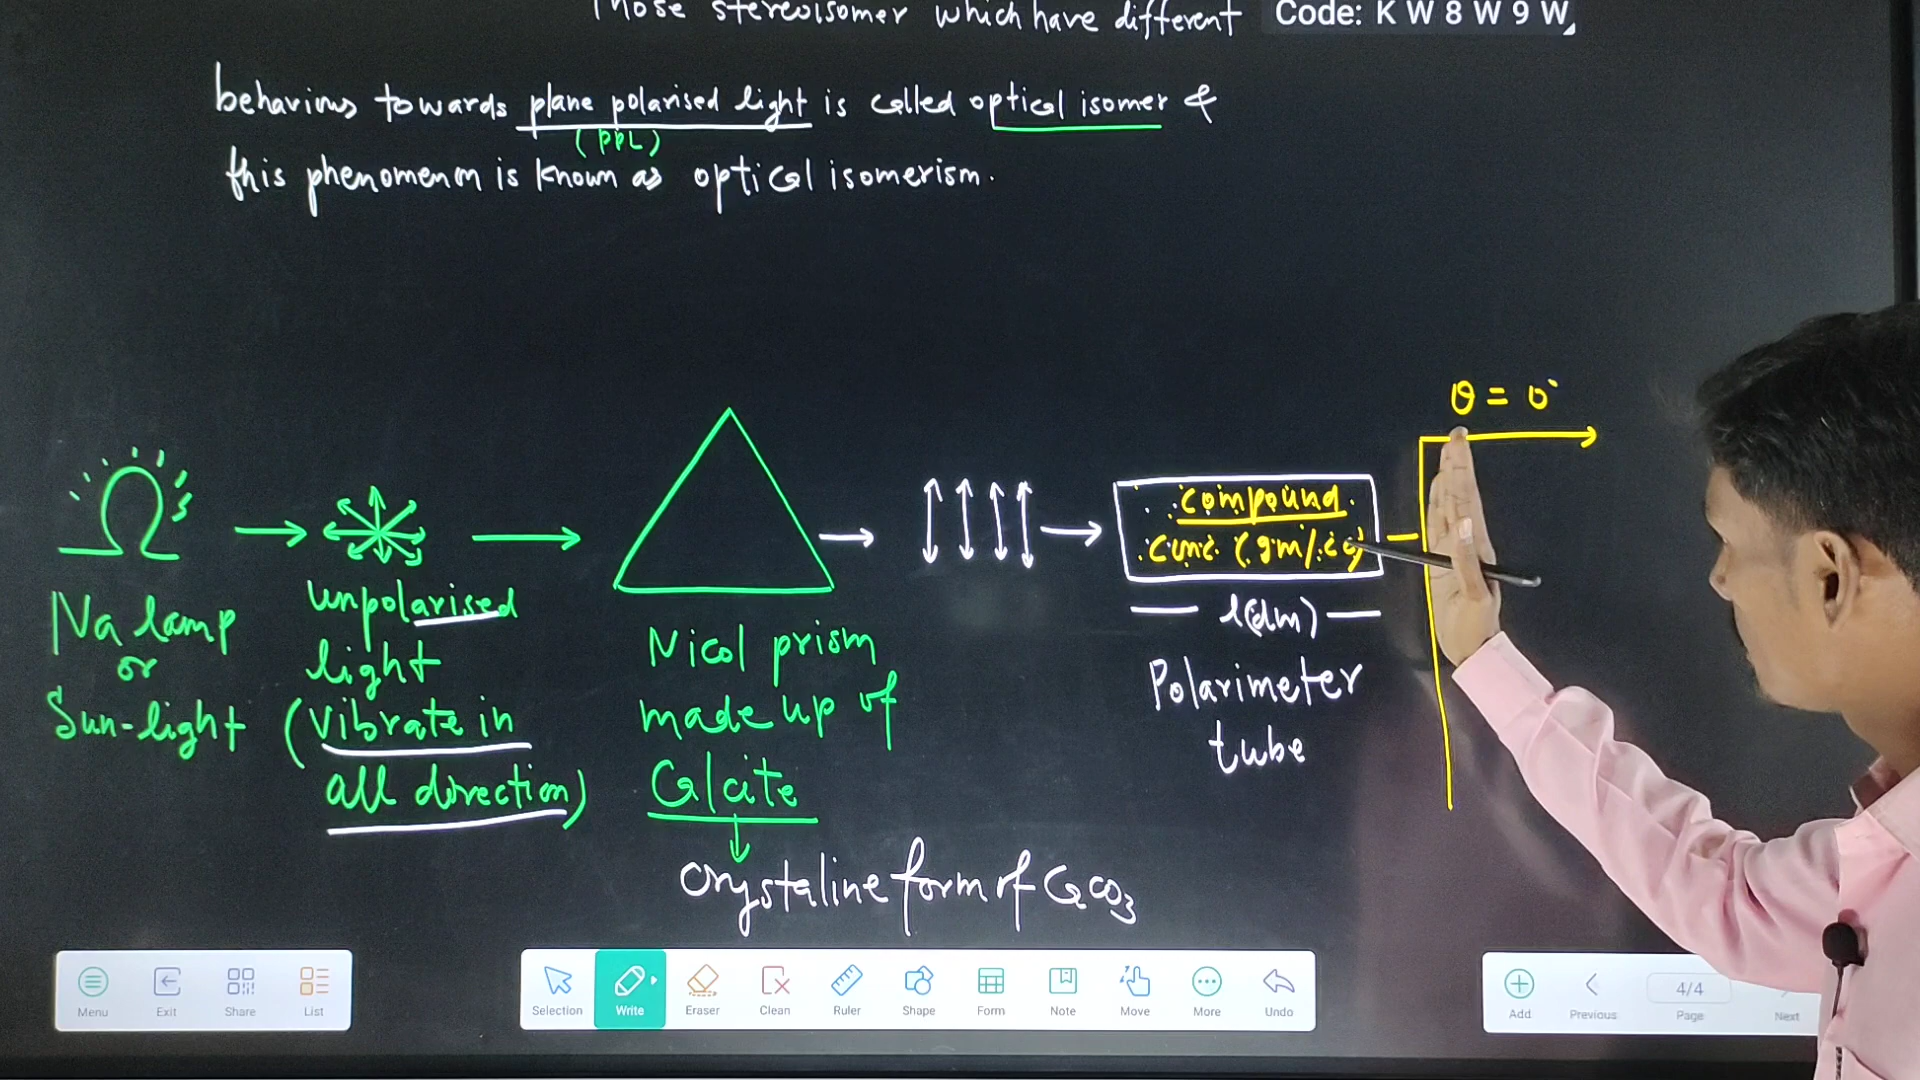 Those stereoisomer which have different
Code: K W 8 W 9 W
behavious towards plane polarised light is called optical isomer &
(PPL)
this phenomenon is known as optical isomerism.
θ = 0°
compound
conc. (gm/cc)
l(dm)
Polarimeter
tube
Na lamp
or
Sun-light
unpolarised
light
(vibrate in
all direction)
Nicol prism
made up of
Calcite
crystaline form of CaCO3
Menu
Exit
Share
List
Selection
Write
Eraser
Clean
Ruler
Shape
Form
Note
Move
More
Undo
Add
Previous
4/4
Page
Next